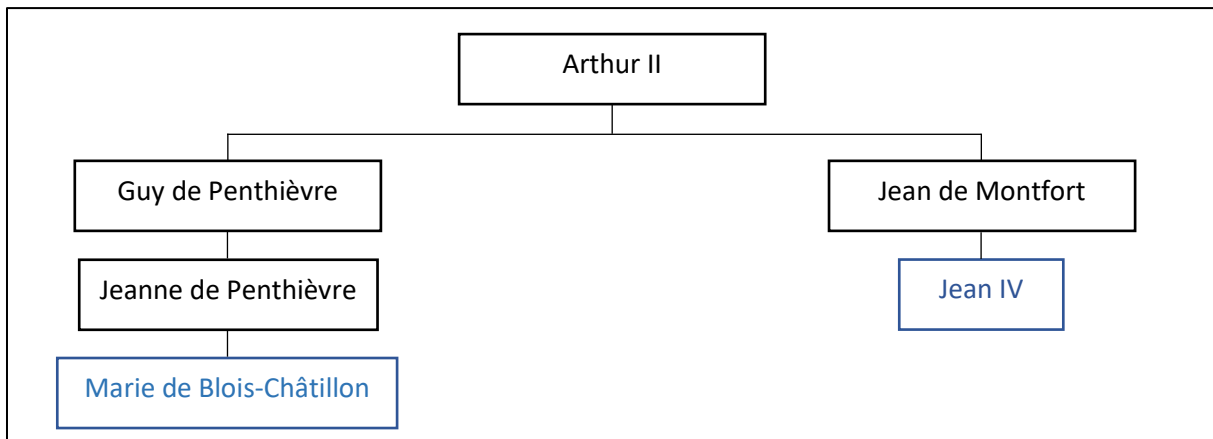 Arthur II
Guy de Penthièvre
Jean de Montfort
Jeanne de Penthièvre
Jean IV
Marie de Blois-Châtillon